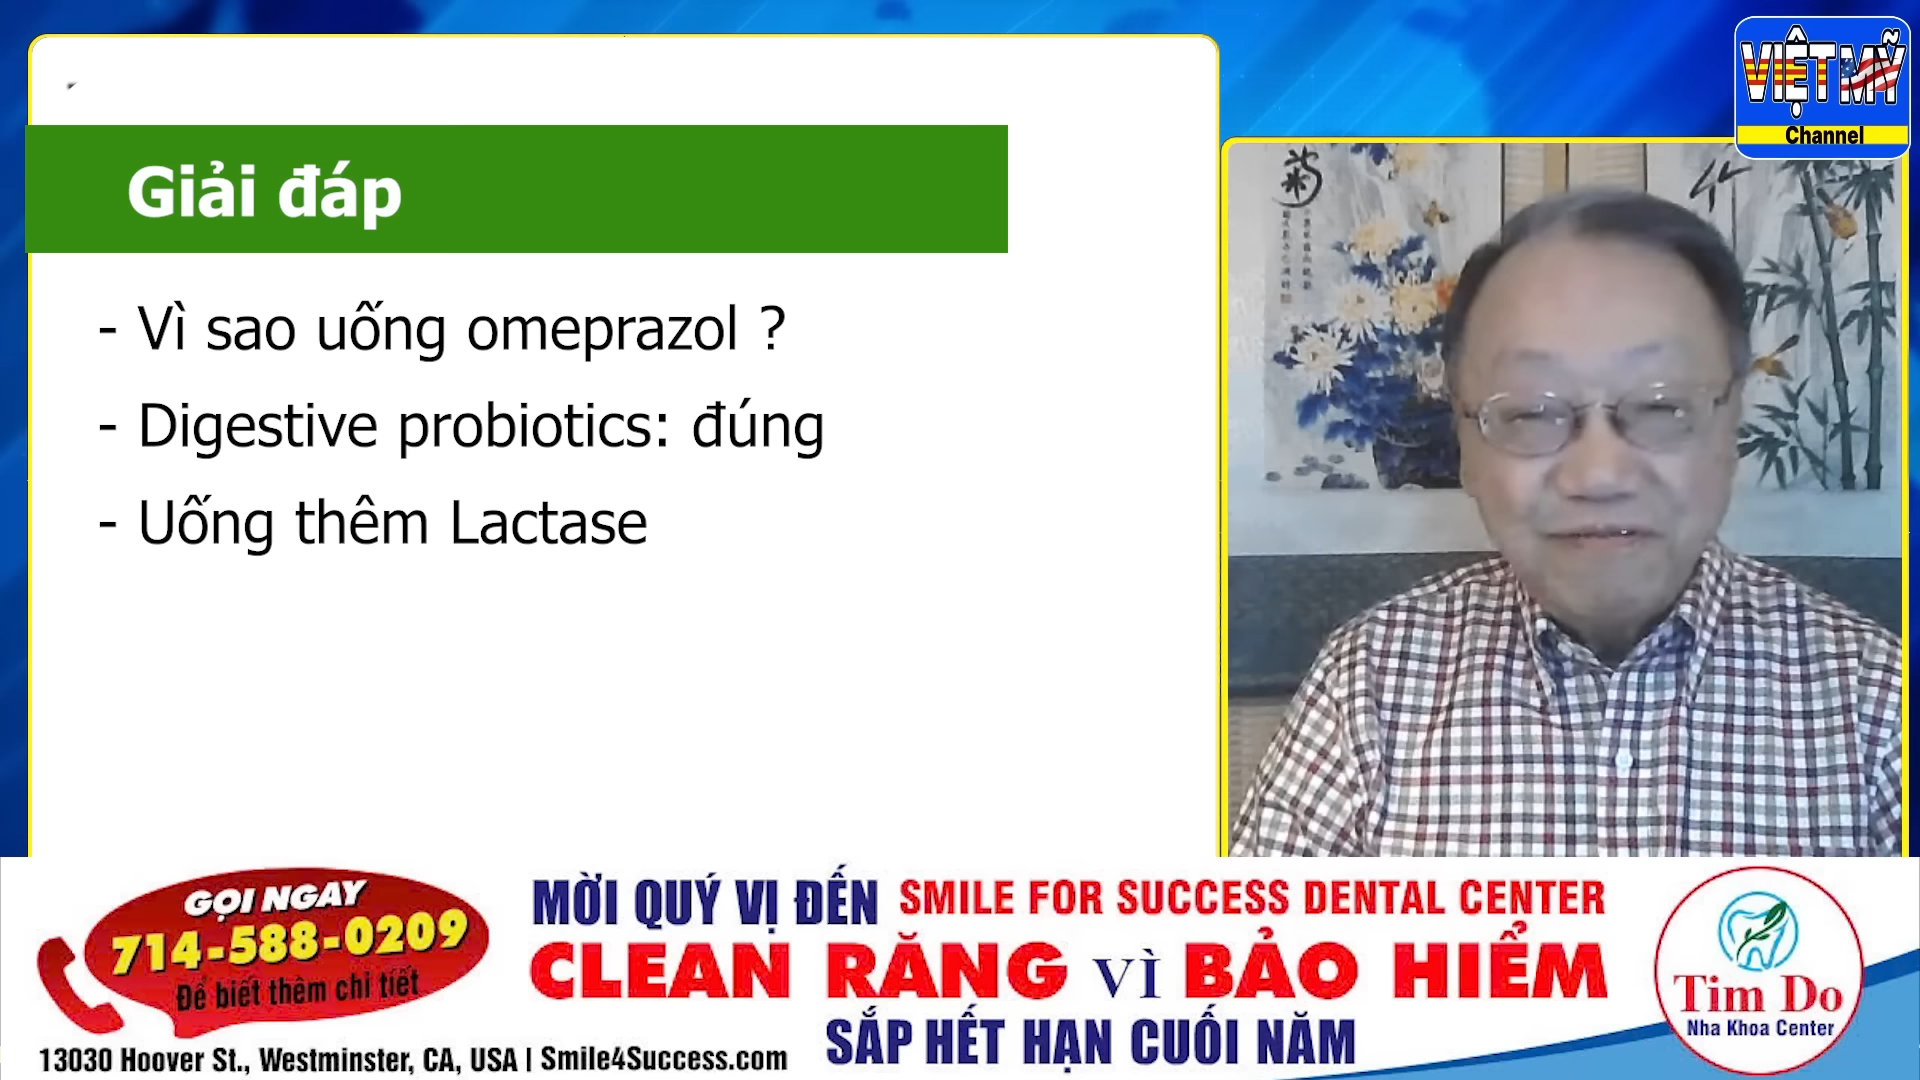 VIỆT MỸ
Channel
Giải đáp
- Vì sao uống omeprazol ?
- Digestive probiotics: đúng
- Uống thêm Lactase
菊
GỌI NGAY
714-588-0209
Để biết thêm chi tiết
13030 Hoover St., Westminster, CA, USA | Smile4Success.com
MỜI QUÝ VỊ ĐẾN SMILE FOR SUCCESS DENTAL CENTER
CLEAN RĂNG VÌ BẢO HIỂM
SẮP HẾT HẠN CUỐI NĂM
Tim Do
Nha Khoa Center